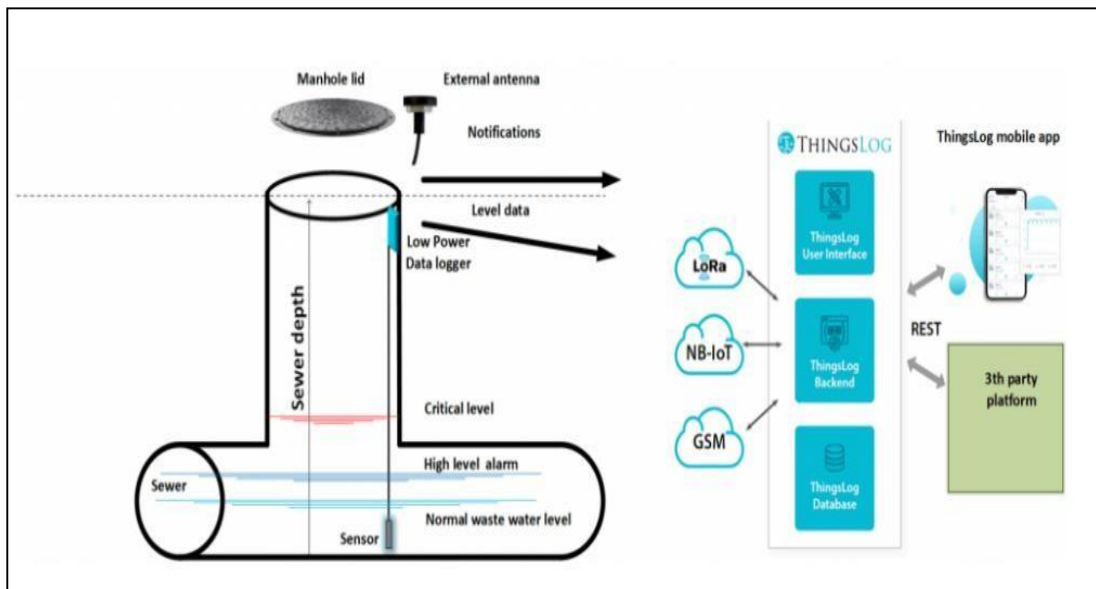 Manhole lid
External antenna
Notifications
Level data
Low Power
Data logger
Sewer depth
Critical level
High level alarm
Sewer
Normal waste water level
Sensor
LoRa
NB-IoT
GSM
THINGSLOG
ThingsLog
User Interface
ThingsLog
Backend
ThingsLog
Database
ThingsLog mobile app
REST
3th party
platform